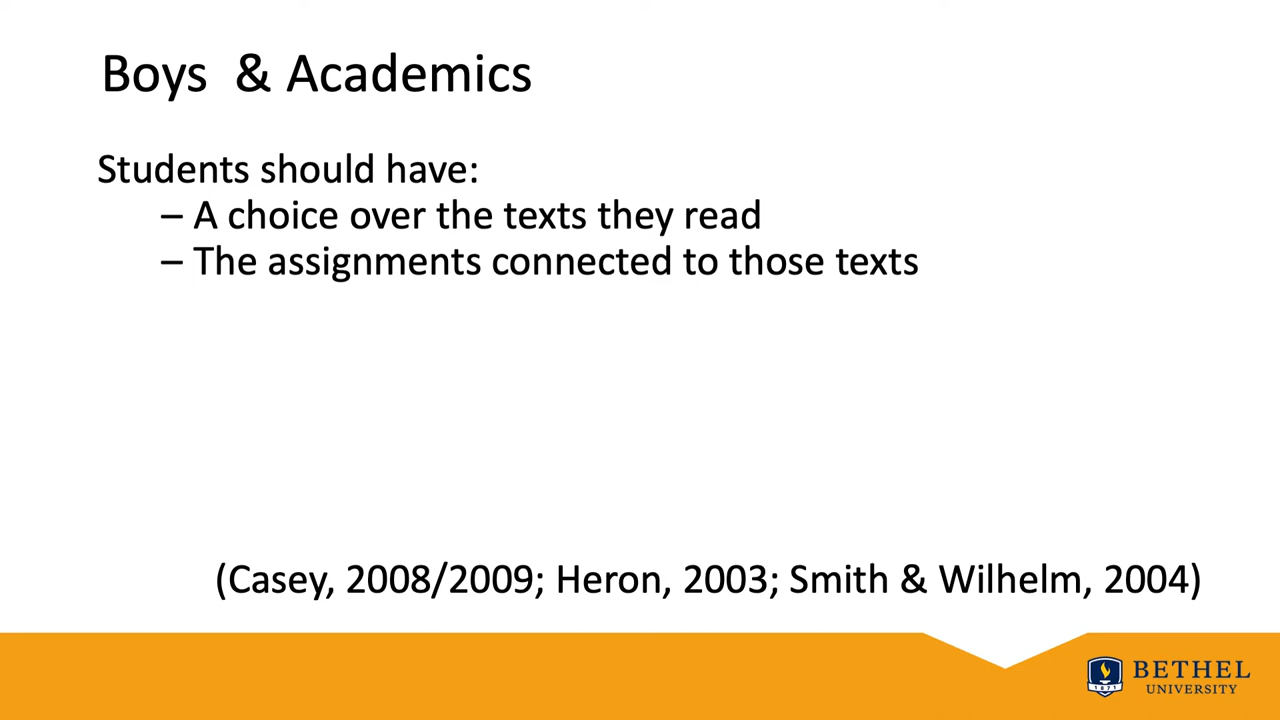 Boys & Academics
Students should have:
– A choice over the texts they read
– The assignments connected to those texts
(Casey, 2008/2009; Heron, 2003; Smith & Wilhelm, 2004)
1871
BETHEL
UNIVERSITY